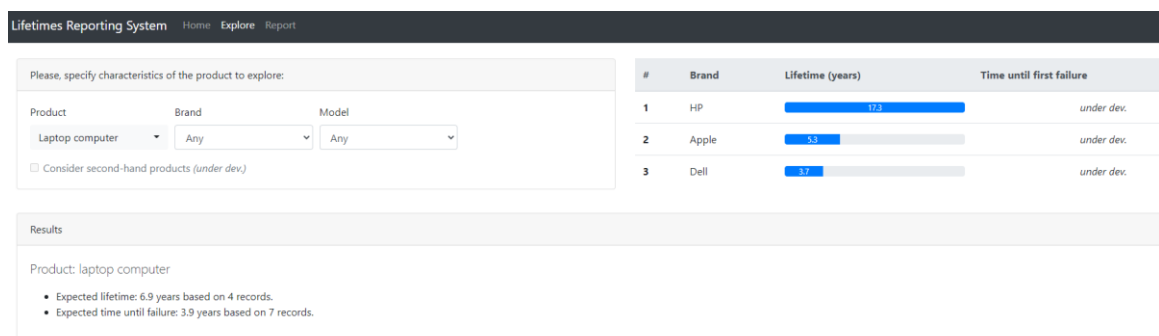 Lifetimes Reporting System Home Explore Report
Please, specify characteristics of the product to explore:
Product Brand Model
Laptop computer Any Any
Consider second-hand products (under dev.)
# Brand Lifetime (years) Time until first failure
1 HP 17.3 under dev.
2 Apple 5.3 under dev.
3 Dell 3.7 under dev.
Results
Product: laptop computer
• Expected lifetime: 6.9 years based on 4 records.
• Expected time until failure: 3.9 years based on 7 records.